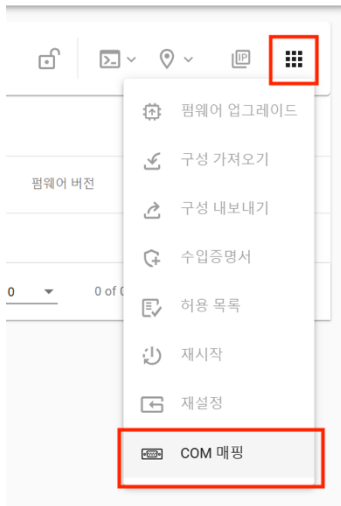 IP
펌웨어 업그레이드
구성 가져오기
펌웨어 버전
구성 내보내기
수입증명서
0
0 of 0
허용 목록
재시작
재설정
COM 매핑